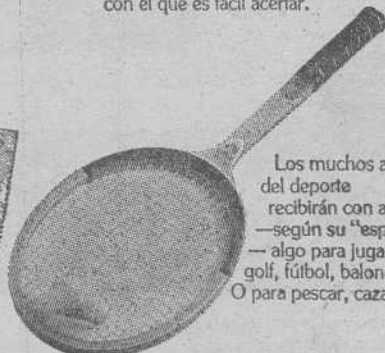 con el que es fácil acertar.
Los muchos a
del deporte
recibirán con a
—según su "esp
— algo para juga
golf, fútbol, balon
O para pescar, caza